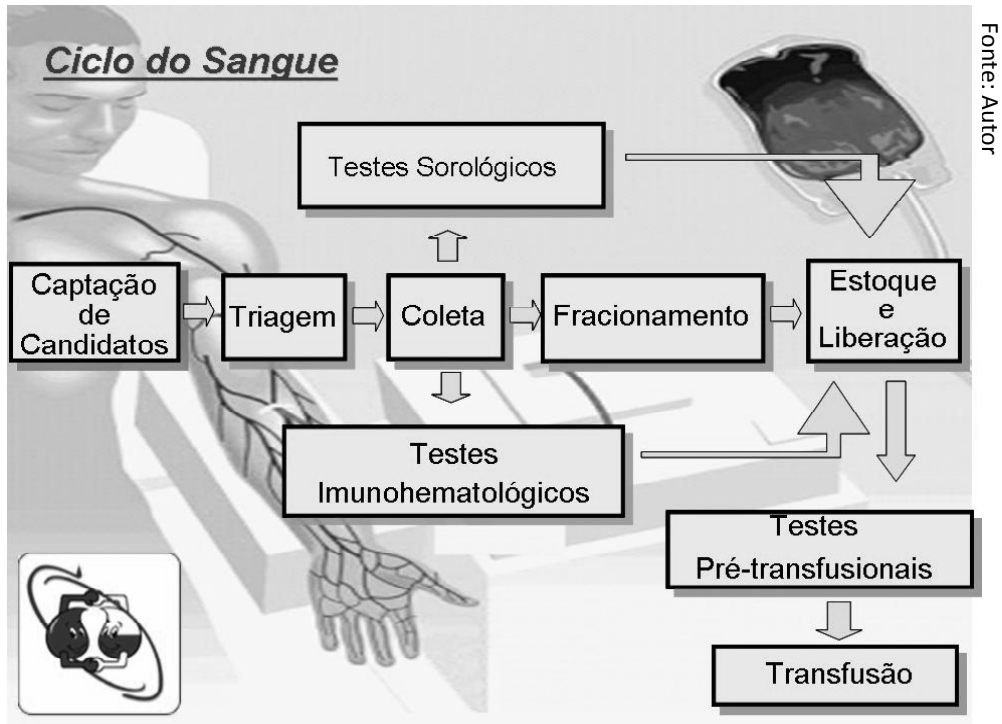 Ciclo do Sangue
Fonte: Autor
Testes Sorológicos
Captação
de
Candidatos
Triagem
Coleta
Fracionamento
Estoque
e
Liberação
Testes
Imunohematológicos
Testes
Pré-transfusionais
Transfusão